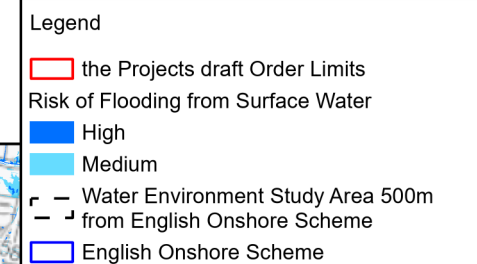 Legend
the Projects draft Order Limits
Risk of Flooding from Surface Water
High
Medium
Water Environment Study Area 500m
from English Onshore Scheme
English Onshore Scheme